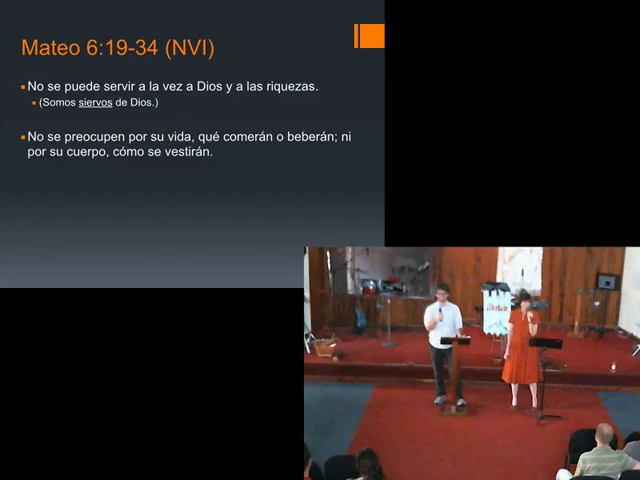 Mateo 6:19-34 (NVI)
No se puede servir a la vez a Dios y a las riquezas.
(Somos siervos de Dios.)
No se preocupen por su vida, qué comerán o beberán; ni
por su cuerpo, cómo se vestirán.